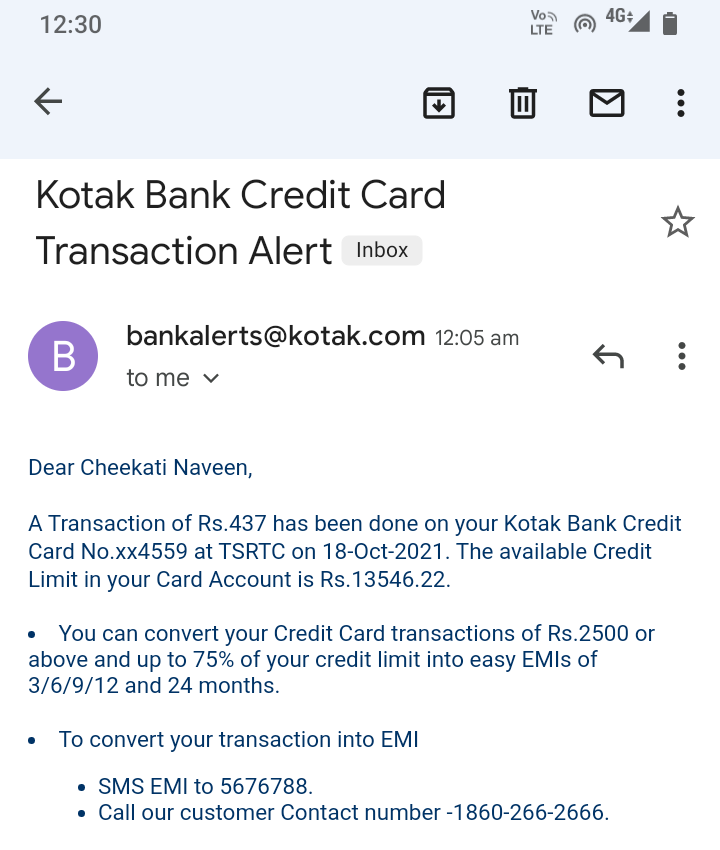 12:30
Vo
LTE
4G
Kotak Bank Credit Card
Transaction Alert Inbox
B
bankalerts@kotak.com 12:05 am
to me
Dear Cheekati Naveen,
A Transaction of Rs.437 has been done on your Kotak Bank Credit
Card No.xx4559 at TSRTC on 18-Oct-2021. The available Credit
Limit in your Card Account is Rs.13546.22.
• You can convert your Credit Card transactions of Rs.2500 or
above and up to 75% of your credit limit into easy EMIs of
3/6/9/12 and 24 months.
• To convert your transaction into EMI
• SMS EMI to 5676788.
• Call our customer Contact number -1860-266-2666.